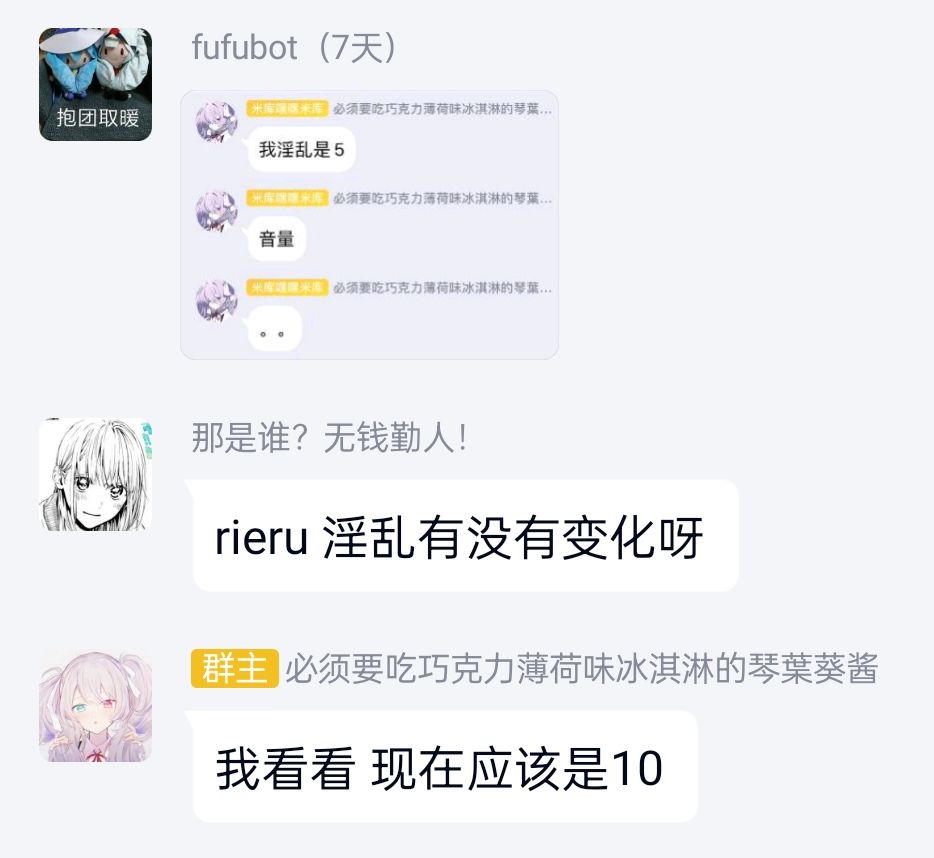 fufubot（7天）
抱团取暖
米库嘿嘿米库 必须要吃巧克力薄荷味冰淇淋的琴葉...
我淫乱是5
米库嘿嘿米库 必须要吃巧克力薄荷味冰淇淋的琴葉...
音量
米库嘿嘿米库 必须要吃巧克力薄荷味冰淇淋的琴葉...
。。
那是谁？无钱勤人！
rieru 淫乱有没有变化呀
群主 必须要吃巧克力薄荷味冰淇淋的琴葉葵酱
我看看 现在应该是10